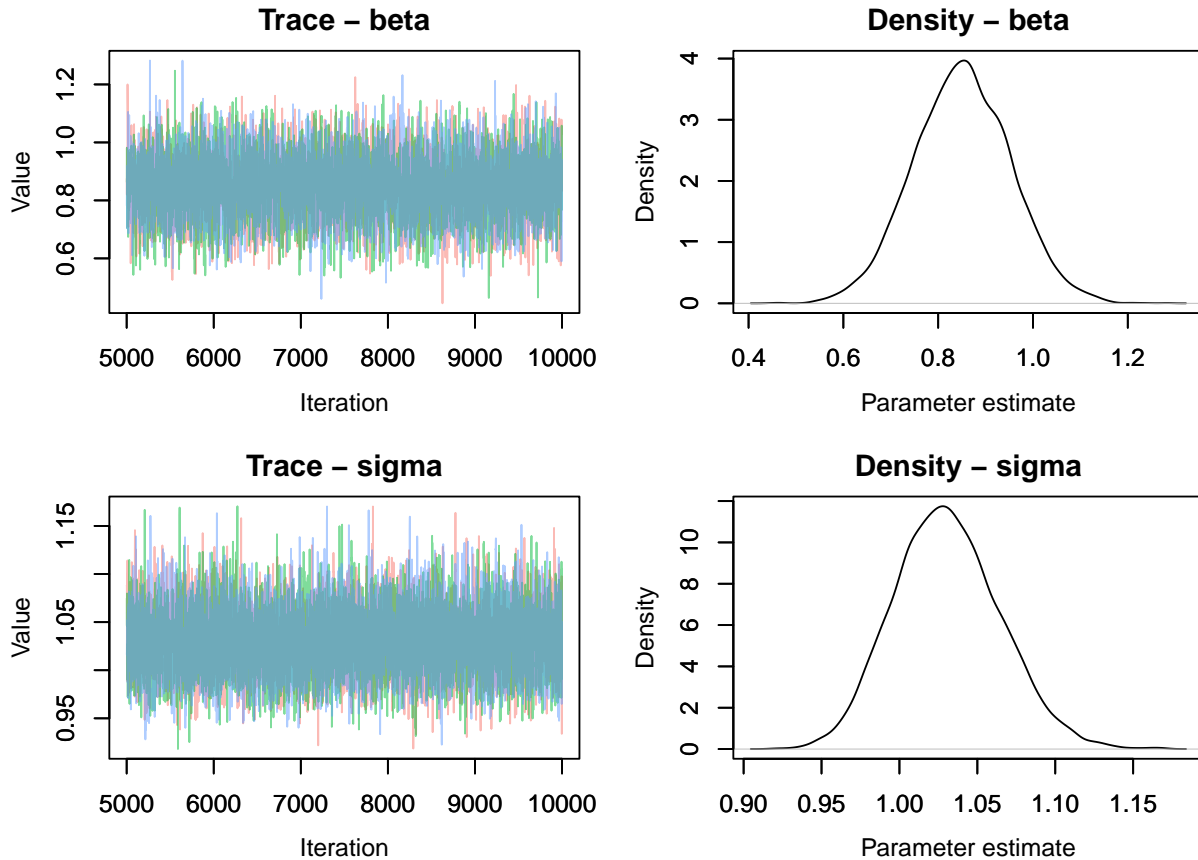 Trace – beta
Value
0.6 0.8 1.0 1.2
5000 6000 7000 8000 9000 10000
Iteration
Density – beta
Density
0 1 2 3 4
0.4 0.6 0.8 1.0 1.2
Parameter estimate
Trace – sigma
Value
0.95 1.05 1.15
5000 6000 7000 8000 9000 10000
Iteration
Density – sigma
Density
0 2 4 6 8 10
0.90 0.95 1.00 1.05 1.10 1.15
Parameter estimate